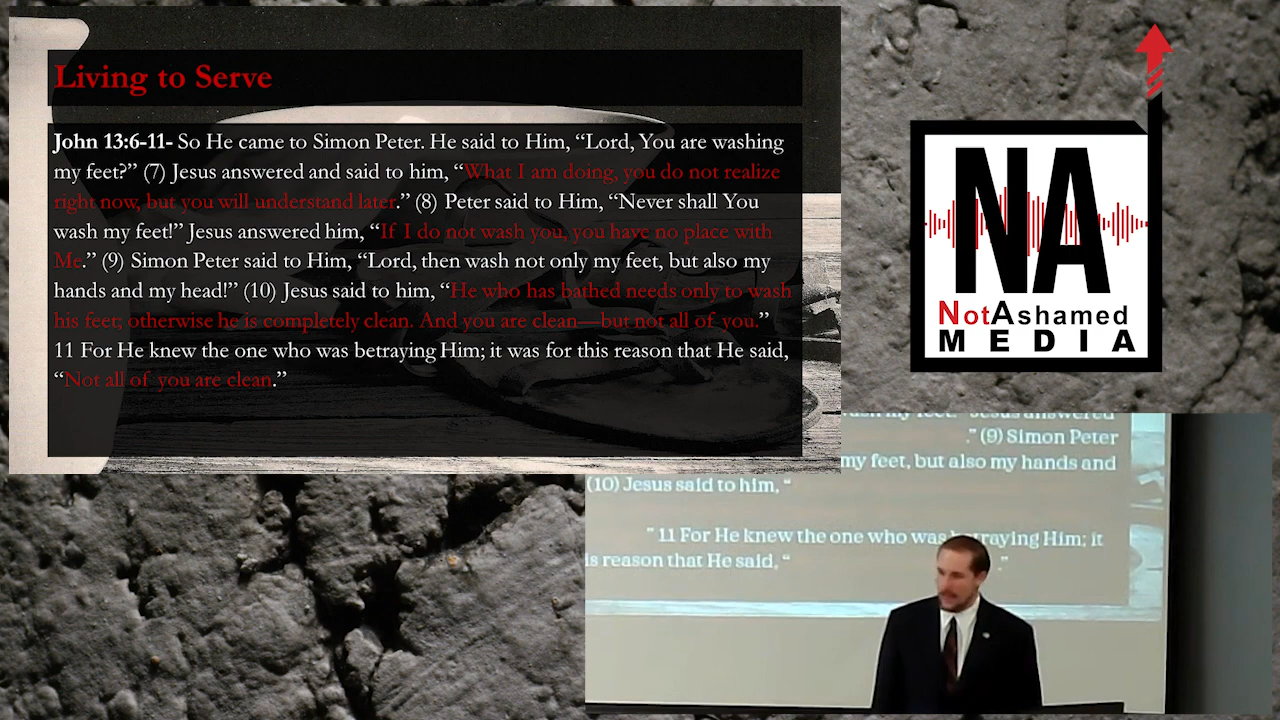 Living to Serve
John 13:6-11- So He came to Simon Peter. He said to Him, “Lord, You are washing
my feet?” (7) Jesus answered and said to him, “What I am doing, you do not realize
right now, but you will understand later.” (8) Peter said to Him, “Never shall You
wash my feet!” Jesus answered him, “If I do not wash you, you have no place with
Me.” (9) Simon Peter said to Him, “Lord, then wash not only my feet, but also my
hands and my head!” (10) Jesus said to him, “He who has bathed needs only to wash
his feet; otherwise he is completely clean. And you are clean—but not all of you.”
11 For He knew the one who was betraying Him; it was for this reason that He said,
“Not all of you are clean.”
NA
NotAshamed
MEDIA
my feet. Jesus answered
.” (9) Simon Peter
my feet, but also my hands and
(10) Jesus said to him, “
” 11 For He knew the one who was Him; it
is reason that He said, “ .”